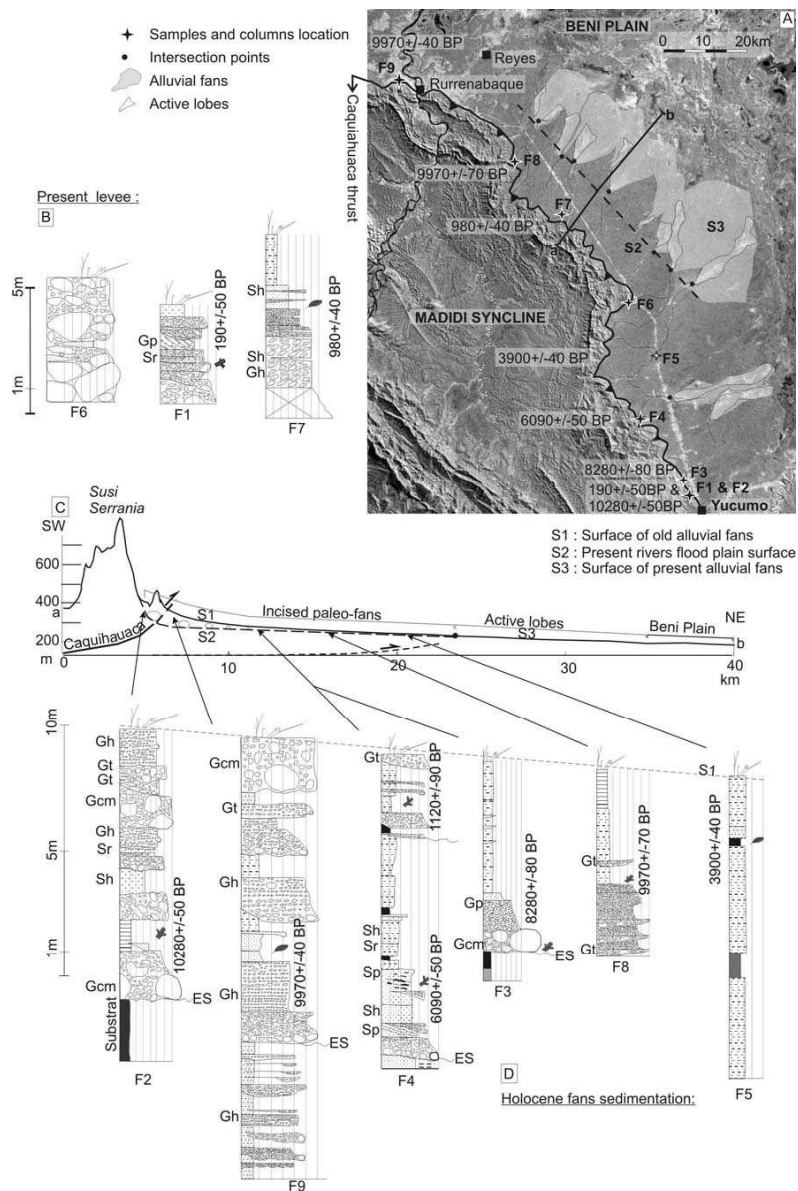 Samples and columns location
Intersection points
Alluvial fans
Active lobes
A
BENI PLAIN
0 20km
9970+/-40 BP
Reyes
F9
Rurrenabaque
Caquiahuaca thrust
b
F8
9970+/-70 BP
F7
980+/-40 BP
a
S2
S3
F6
MADIDI SYNCLINE
3900+/-40 BP
F5
6090+/-50 BP
F4
8280+/-80 BP
F3
190+/-50BP &
F1 & F2
10280+/-50BP
Yucumo
Present levee :
B
5m
1m
F6
Gp
Sr
190+/-50 BP
F1
Sh
Sh
Gh
980+/-40 BP
F7
S1 : Surface of old alluvial fans
S2 : Present rivers flood plain surface
S3 : Surface of present alluvial fans
C
Susi
Serrania
SW
600
400
a
200
m
Caquihauaca
S1
S2
Incised paleo-fans
Active lobes
S3
Beni Plain
NE
b
0 10 20 30 40
km
10m
5m
1m
Gh
Gt
Gt
Gcm
Gh
Sr
Sh
Gcm
Substrat
10280+/-50 BP
ES
F2
Gcm
Gt
Gh
Gh
Gh
9970+/-40 BP
ES
F9
Gt
Sh
Sr
Sp
Sh
Sp
1120+/-90 BP
6090+/-50 BP
ES
F4
Gp
Gcm
8280+/-80 BP
ES
F3
Gt
Gt
9970+/-70 BP
F8
S1
3900+/-40 BP
F5
D
Holocene fans sedimentation: